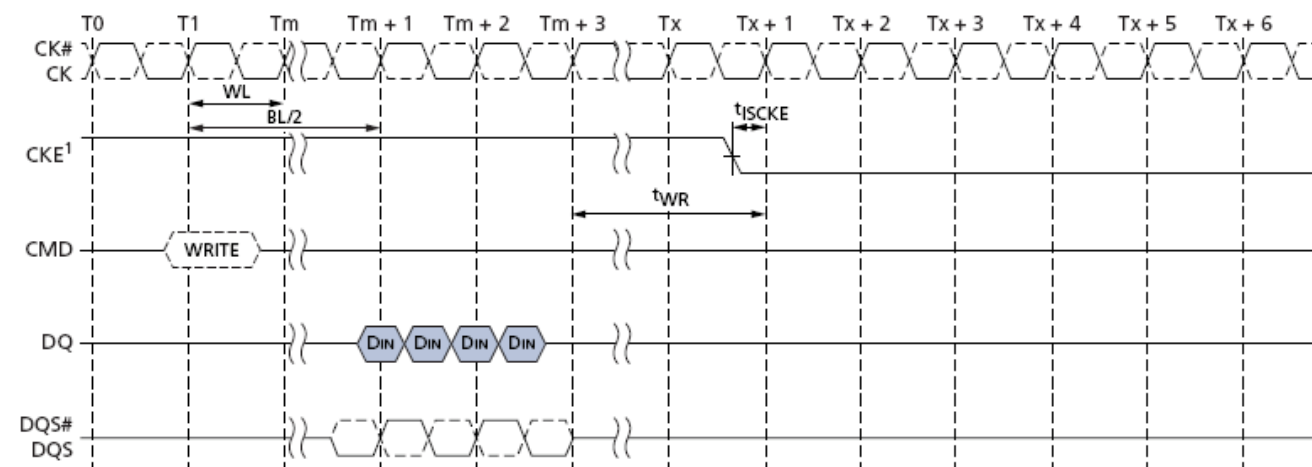 T0 T1 Tm Tm + 1 Tm + 2 Tm + 3 Tx Tx + 1 Tx + 2 Tx + 3 Tx + 4 Tx + 5 Tx + 6
CK#
CK
WL
BL/2
tISCKE
CKE1
tWR
CMD WRITE
DQ DIN DIN DIN DIN
DQS#
DQS